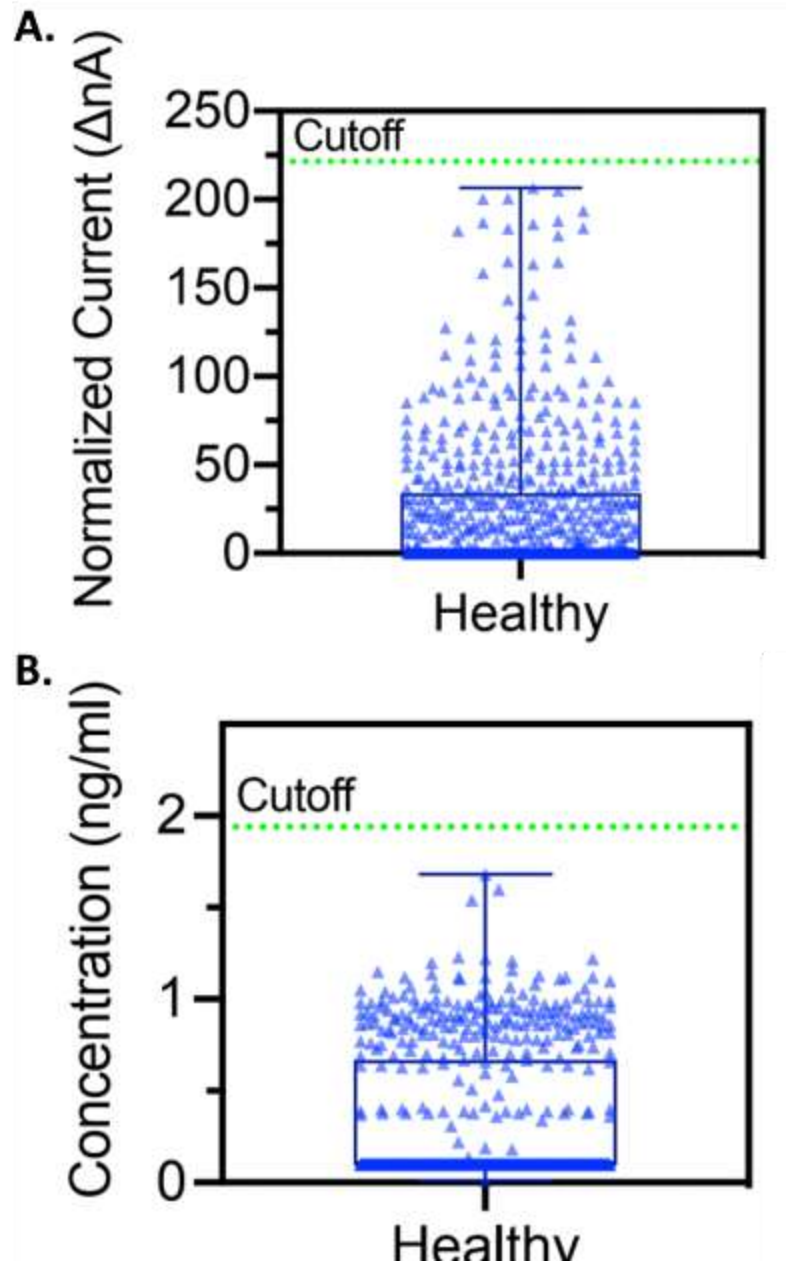 A.
Normalized Current (ΔnA)
250
Cutoff
200
150
100
50
0
Healthy
B.
Concentration (ng/ml)
Cutoff
2
1
0
Healthy